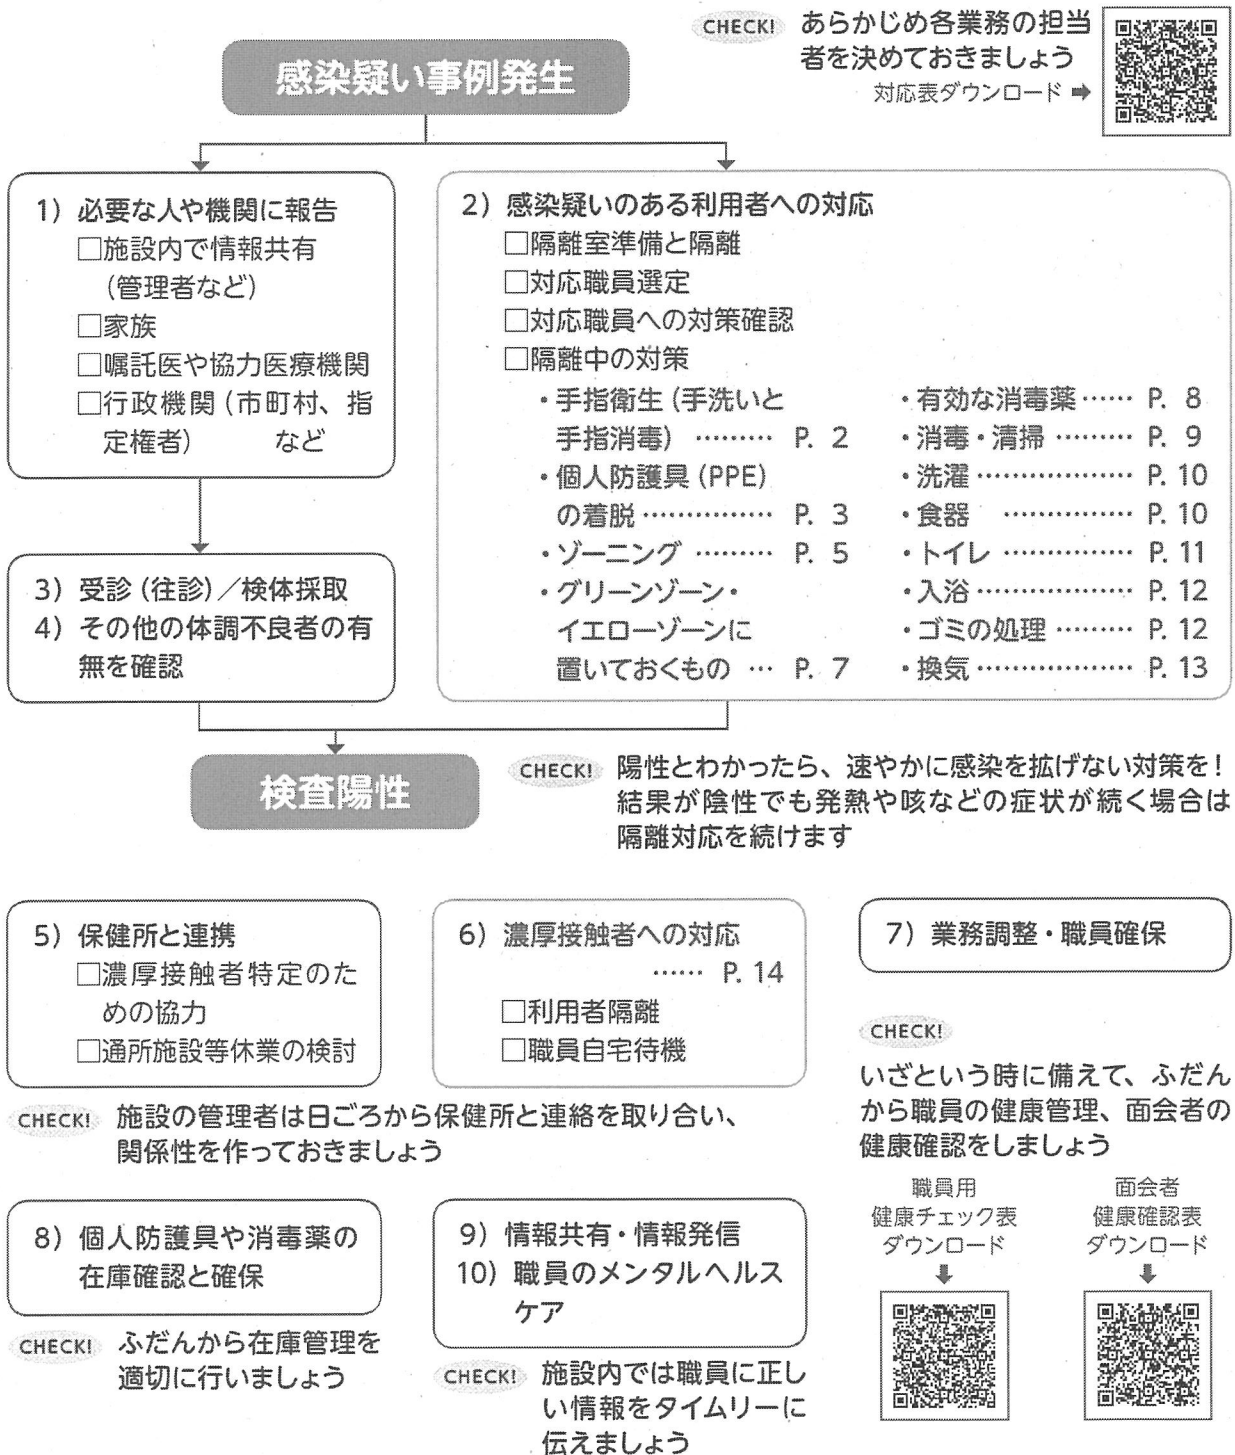 CHECK! あらかじめ各業務の担当
者を決めておきましょう
対応表ダウンロード ➡
感染疑い事例発生
1）必要な人や機関に報告
□施設内で情報共有
（管理者など）
□家族
□嘱託医や協力医療機関
□行政機関（市町村、指
定権者） など
2）感染疑いのある利用者への対応
□隔離室準備と隔離
□対応職員選定
□対応職員への対策確認
□隔離中の対策
・手指衛生（手洗いと
手指消毒） ……… P. 2
・個人防護具（PPE）
の着脱…………… P. 3
・ゾーニング ……… P. 5
・グリーンゾーン・
イエローゾーンに
置いておくもの … P. 7
・有効な消毒薬…… P. 8
・消毒・清掃 ……… P. 9
・洗濯……………… P. 10
・食器 …………… P. 10
・トイレ …………… P. 11
・入浴……………… P. 12
・ゴミの処理 ……… P. 12
・換気……………… P. 13
3）受診（往診）／検体採取
4）その他の体調不良者の有
無を確認
検査陽性
CHECK! 陽性とわかったら、速やかに感染を拡げない対策を！
結果が陰性でも発熱や咳などの症状が続く場合は
隔離対応を続けます
5）保健所と連携
□濃厚接触者特定のた
めの協力
□通所施設等休業の検討
6）濃厚接触者への対応
…… P. 14
□利用者隔離
□職員自宅待機
CHECK! 施設の管理者は日ごろから保健所と連絡を取り合い、
関係性を作っておきましょう
7）業務調整・職員確保
CHECK!
いざという時に備えて、ふだん
から職員の健康管理、面会者の
健康確認をしましょう
職員用
健康チェック表
ダウンロード
⬇
面会者
健康確認表
ダウンロード
⬇
8）個人防護具や消毒薬の
在庫確認と確保
CHECK! ふだんから在庫管理を
適切に行いましょう
9）情報共有・情報発信
10）職員のメンタルヘルス
ケア
CHECK! 施設内では職員に正し
い情報をタイムリーに
伝えましょう